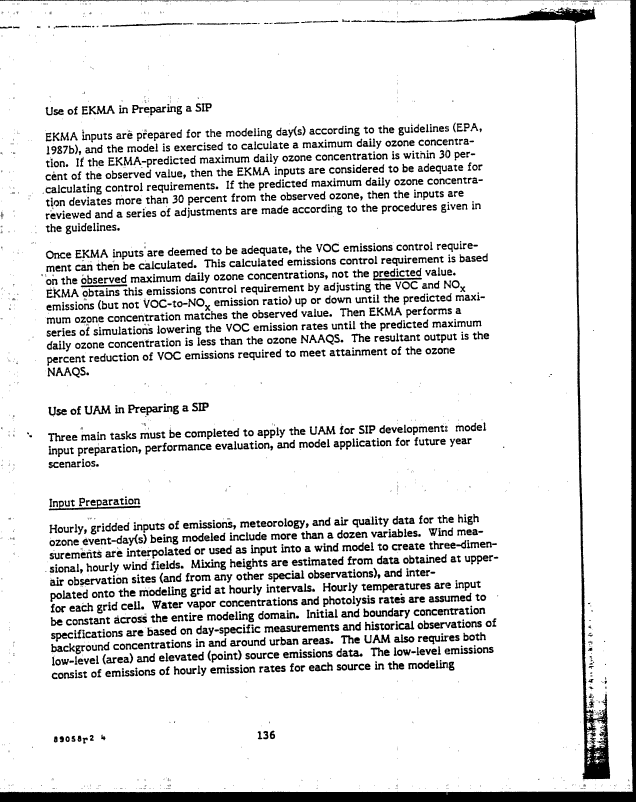 Use of EKMA in Preparing a SIP
EKMA inputs are prepared for the modeling day(s) according to the guidelines (EPA,
1987b), and the model is exercised to calculate a maximum daily ozone concentra-
tion. If the EKMA-predicted maximum daily ozone concentration is within 30 per-
cent of the observed value, then the EKMA inputs are considered to be adequate for
calculating control requirements. If the predicted maximum daily ozone concentra-
tion deviates more than 30 percent from the observed ozone, then the inputs are
reviewed and a series of adjustments are made according to the procedures given in
the guidelines.
Once EKMA inputs are deemed to be adequate, the VOC emissions control require-
ment can then be calculated. This calculated emissions control requirement is based
on the observed maximum daily ozone concentrations, not the predicted value.
EKMA obtains this emissions control requirement by adjusting the VOC and NOx
emissions (but not VOC-to-NOx emission ratio) up or down until the predicted maxi-
mum ozone concentration matches the observed value. Then EKMA performs a
series of simulations lowering the VOC emission rates until the predicted maximum
daily ozone concentration is less than the ozone NAAQS. The resultant output is the
percent reduction of VOC emissions required to meet attainment of the ozone
NAAQS.
Use of UAM in Preparing a SIP
Three main tasks must be completed to apply the UAM for SIP development: model
input preparation, performance evaluation, and model application for future year
scenarios.
Input Preparation
Hourly, gridded inputs of emissions, meteorology, and air quality data for the high
ozone event-day(s) being modeled include more than a dozen variables. Wind mea-
surements are interpolated or used as input into a wind model to create three-dimen-
sional, hourly wind fields. Mixing heights are estimated from data obtained at upper-
air observation sites (and from any other special observations), and inter-
polated onto the modeling grid at hourly intervals. Hourly temperatures are input
for each grid cell. Water vapor concentrations and photolysis rates are assumed to
be constant across the entire modeling domain. Initial and boundary concentration
specifications are based on day-specific measurements and historical observations of
background concentrations in and around urban areas. The UAM also requires both
low-level (area) and elevated (point) source emissions data. The low-level emissions
consist of emissions of hourly emission rates for each source in the modeling
89058r2 4
136